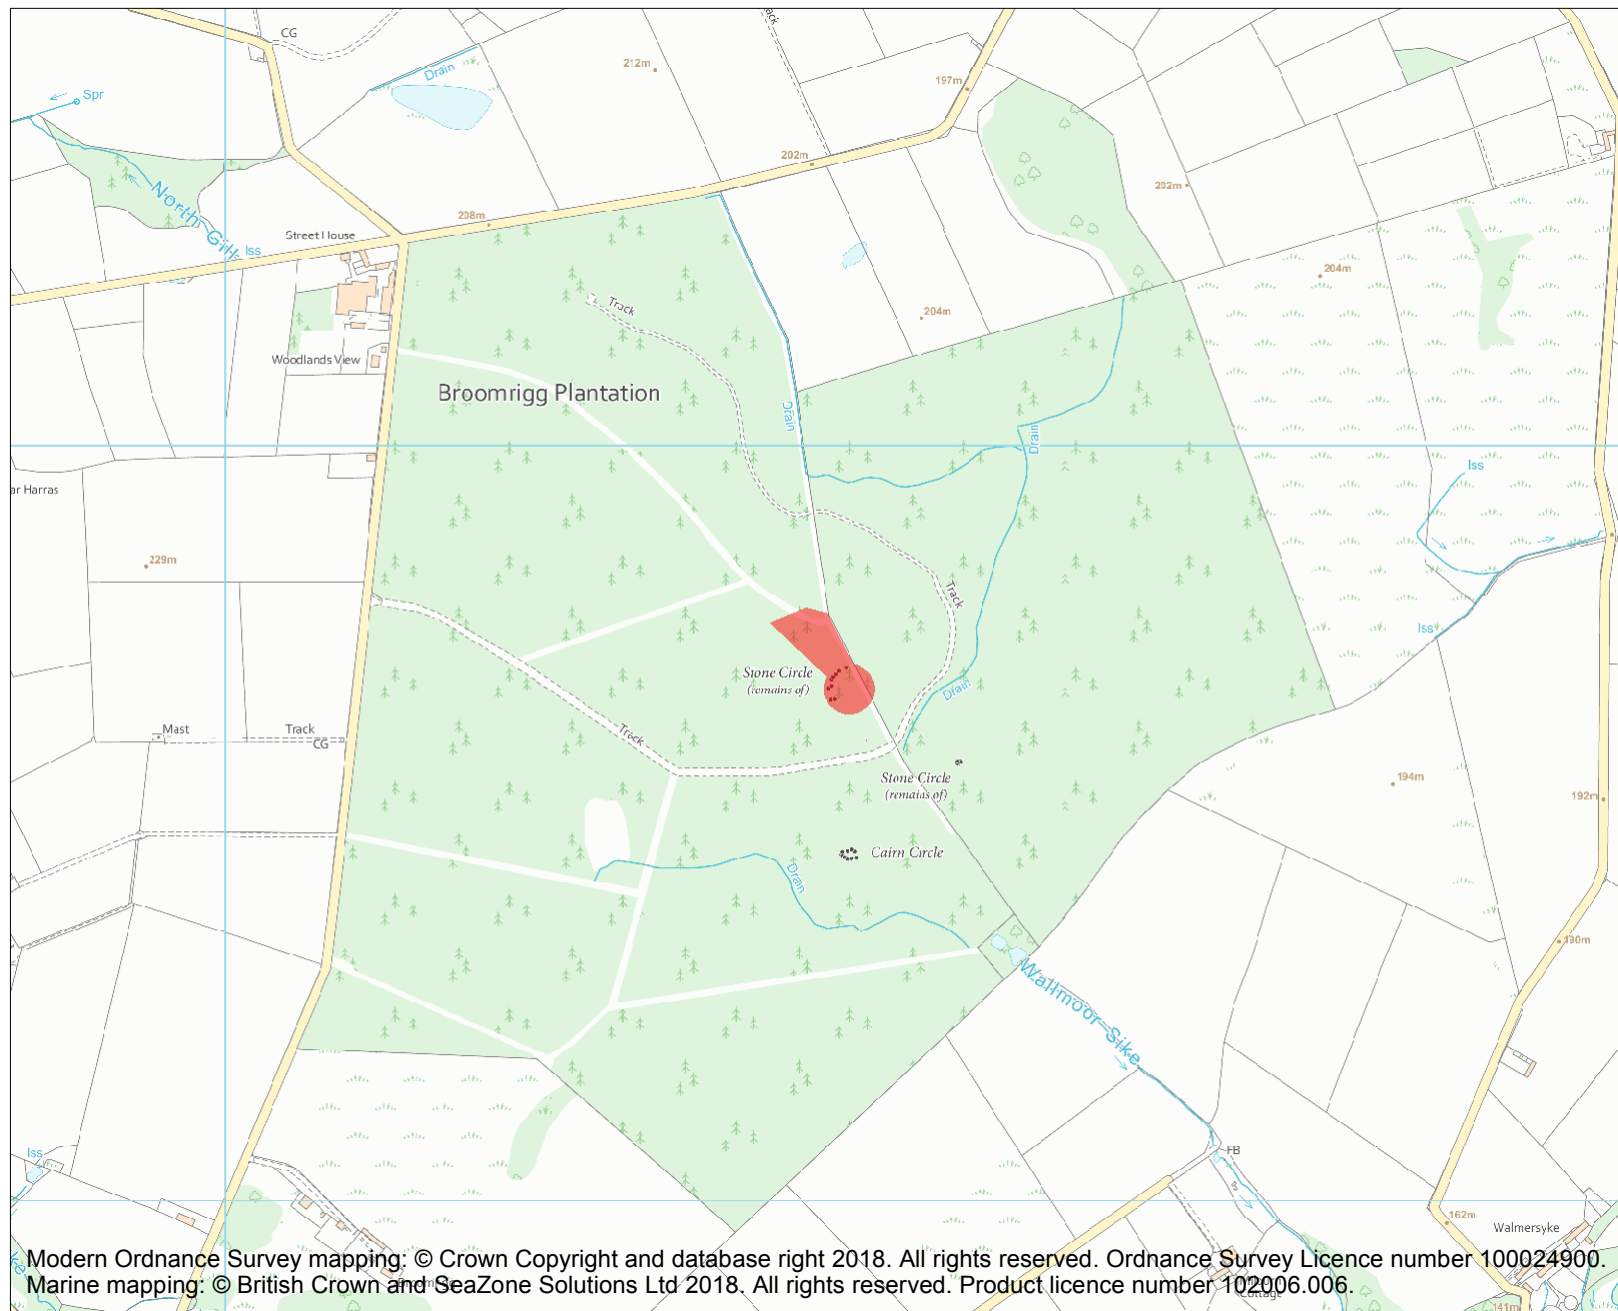 CG
Track
212m
Drain
197m
Spr
202m
202m
North Gill
208m
Street House
Iss
204m
Track
204m
Woodlands View
Broomrigg Plantation
Drain
Drain
Iss
ar Harras
229m
Track
Iss
Stone Circle
(remains of)
Drain
Mast
Track
CG
Track
Stone Circle
(remains of)
194m
192m
Cairn Circle
Drain
190m
Wallmoor Sike
FB
Iss
162m
Walmersyke
Modern Ordnance Survey mapping: © Crown Copyright and database right 2018. All rights reserved. Ordnance Survey Licence number 100024900.
Marine mapping: © British Crown and SeaZone Solutions Ltd 2018. All rights reserved. Product licence number 102006.006.
Cottage
141m